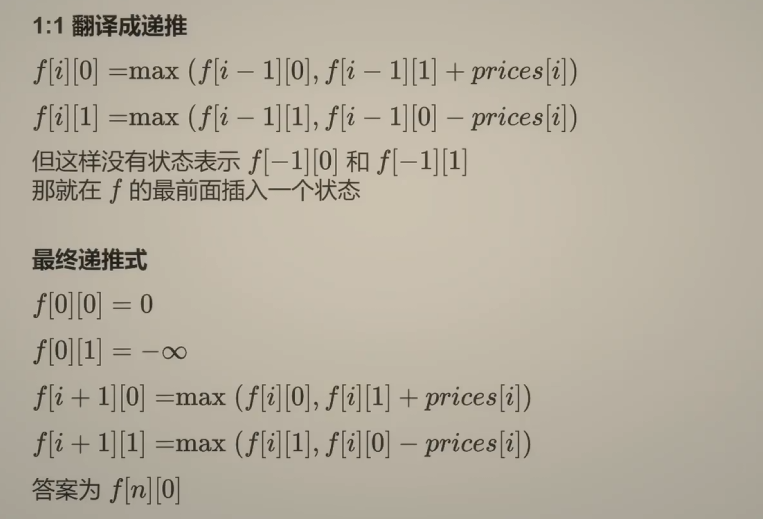 1:1 翻译成递推
f[i][0] =max (f[i − 1][0], f[i − 1][1] + prices[i])
f[i][1] =max (f[i − 1][1], f[i − 1][0] − prices[i])
但这样没有状态表示 f[−1][0] 和 f[−1][1]
那就在 f 的最前面插入一个状态
最终递推式
f[0][0] = 0
f[0][1] = −∞
f[i + 1][0] =max (f[i][0], f[i][1] + prices[i])
f[i + 1][1] =max (f[i][1], f[i][0] − prices[i])
答案为 f[n][0]